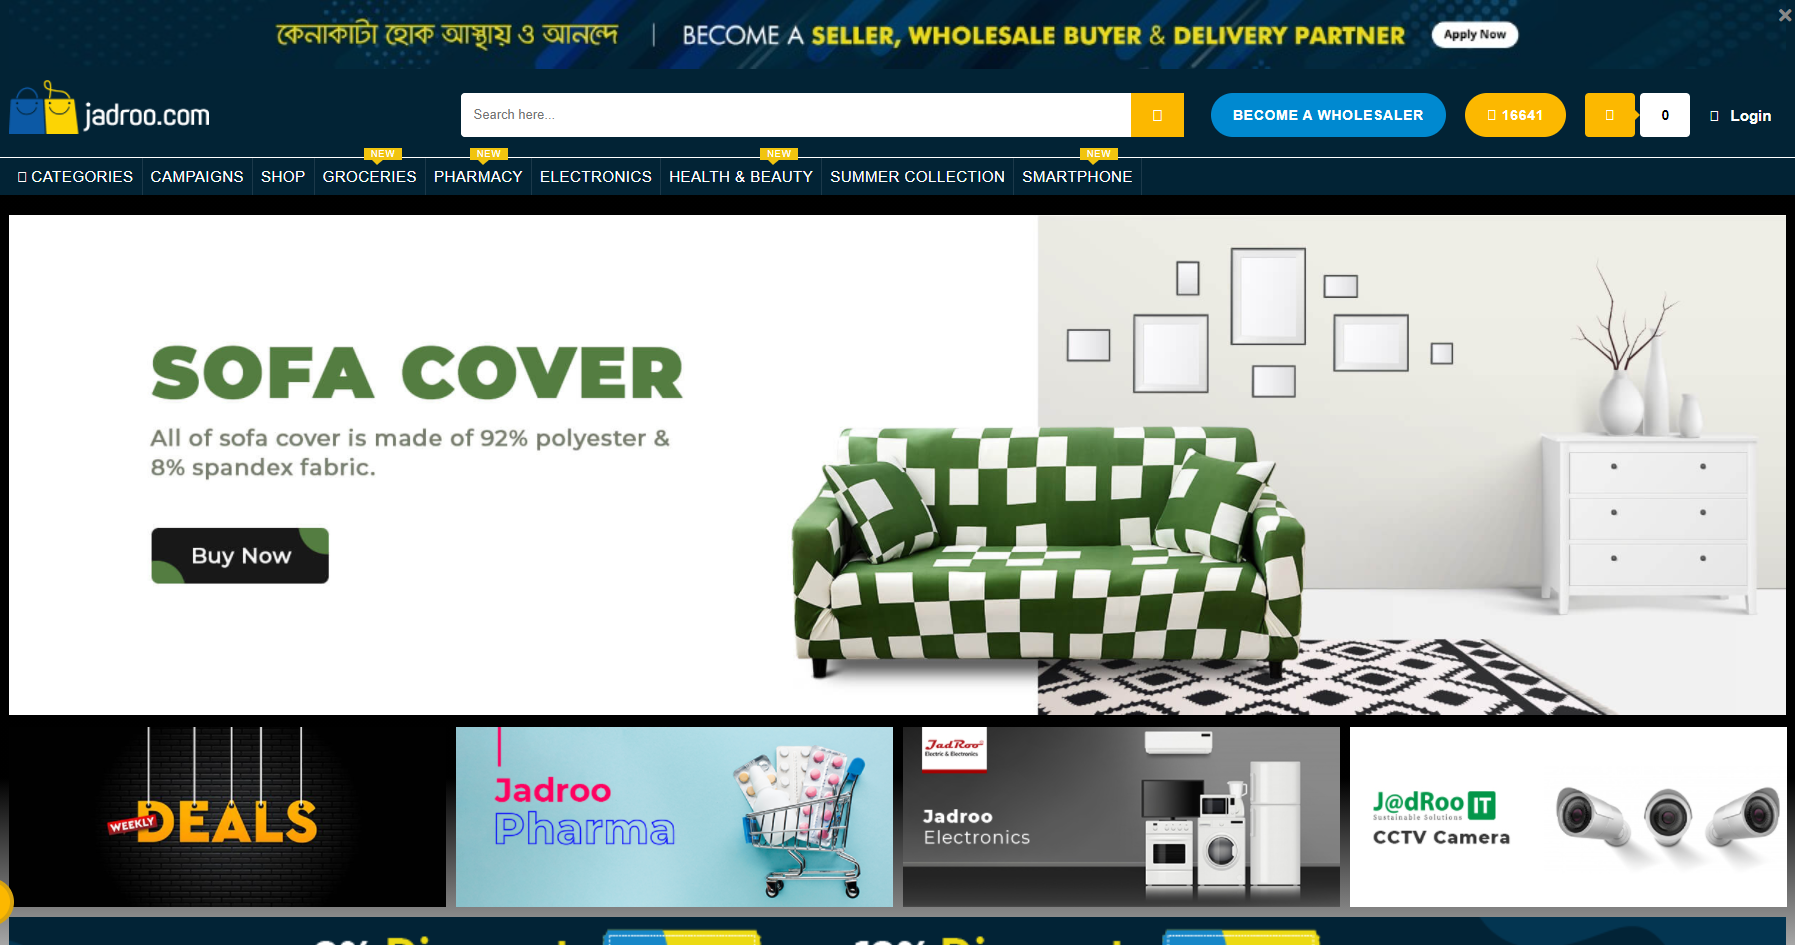 কেনাকাটা হোক আস্থায় ও আনন্দে | BECOME A SELLER, WHOLESALE BUYER & DELIVERY PARTNER Apply Now
jadroo.com
Search here...
BECOME A WHOLESALER
16641
0
Login
NEW NEW NEW NEW
CATEGORIES CAMPAIGNS SHOP GROCERIES PHARMACY ELECTRONICS HEALTH & BEAUTY SUMMER COLLECTION SMARTPHONE
SOFA COVER
All of sofa cover is made of 92% polyester &
8% spandex fabric.
Buy Now
WEEKLY
DEALS
Jadroo
Pharma
JadRoo
Electric & Electronics
Jadroo
Electronics
J@dRoo IT
Sustainable Solutions
CCTV Camera